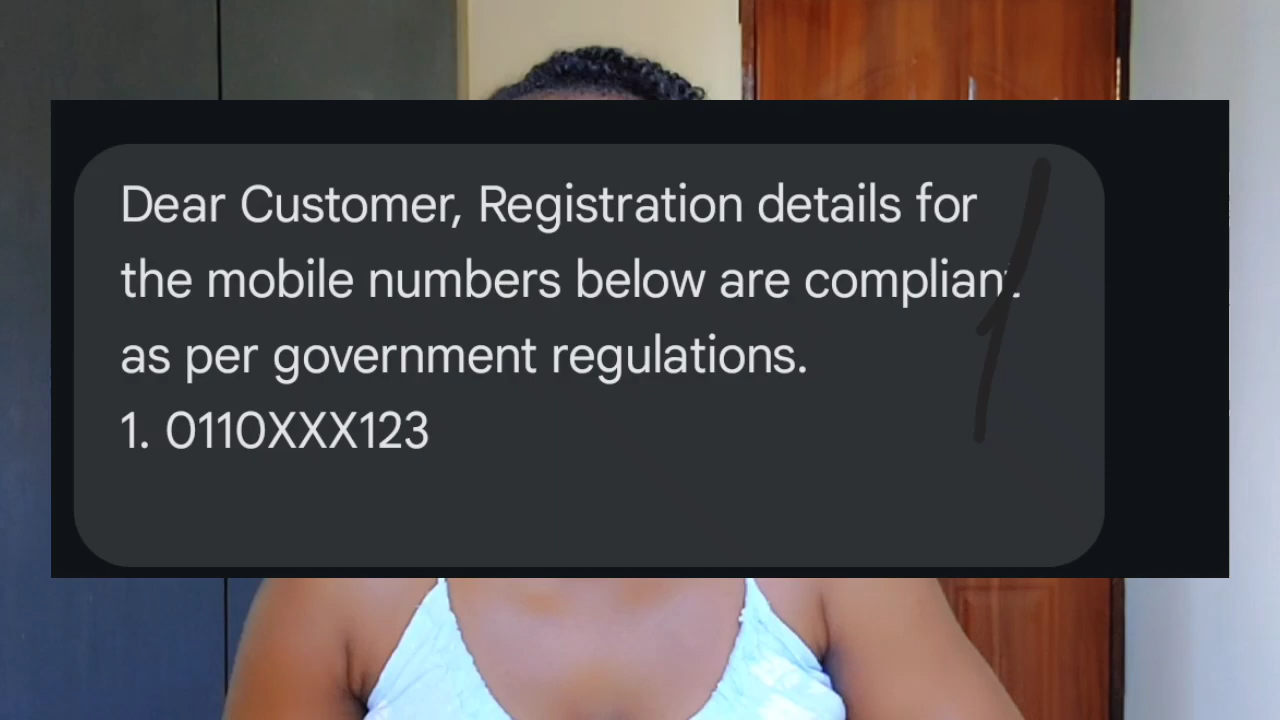 Dear Customer, Registration details for
the mobile numbers below are compliant
as per government regulations.
1. 0110XXX123